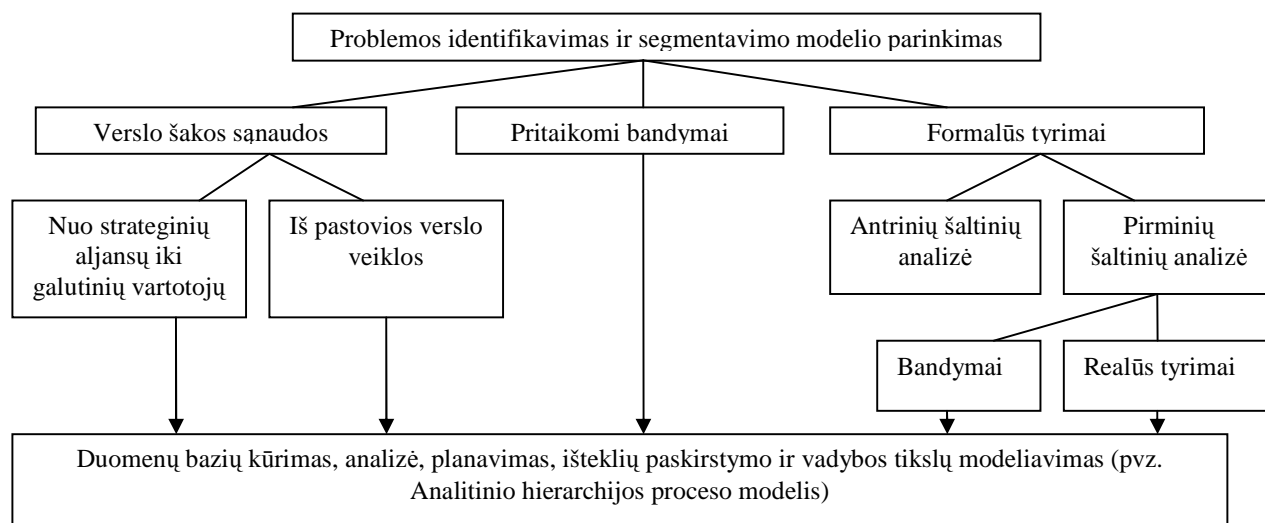 Problemos identifikavimas ir segmentavimo modelio parinkimas
Verslo šakos sąnaudos
Pritaikomi bandymai
Formalūs tyrimai
Nuo strateginių
aljansų iki
galutinių vartotojų
Iš pastovios verslo
veiklos
Antrinių šaltinių
analizė
Pirminių
šaltinių analizė
Bandymai
Realūs tyrimai
Duomenų bazių kūrimas, analizė, planavimas, išteklių paskirstymo ir vadybos tikslų modeliavimas (pvz.
Analitinio hierarchijos proceso modelis)